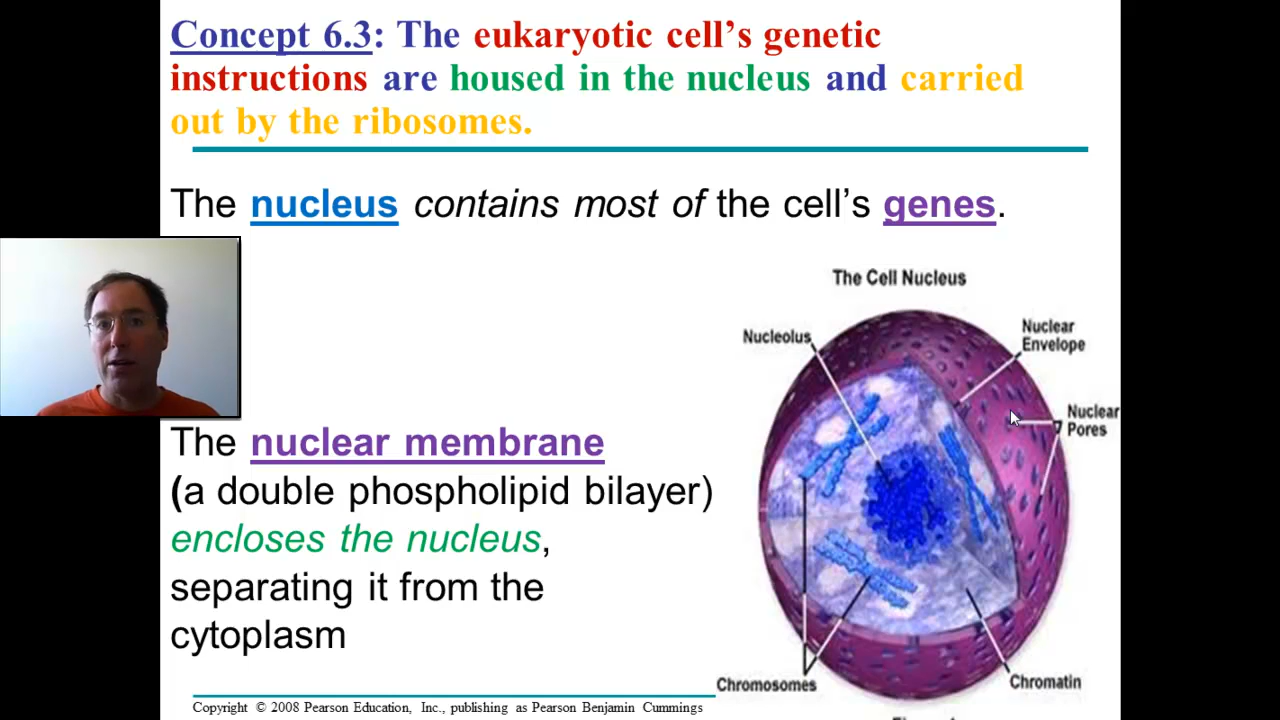 Concept 6.3: The eukaryotic cell's genetic
instructions are housed in the nucleus and carried
out by the ribosomes.
The nucleus contains most of the cell's genes.
The Cell Nucleus
Nucleolus
Nuclear
Envelope
Nuclear
Pores
The nuclear membrane
(a double phospholipid bilayer)
encloses the nucleus,
separating it from the
cytoplasm
Chromosomes
Chromatin
Copyright © 2008 Pearson Education, Inc., publishing as Pearson Benjamin Cummings